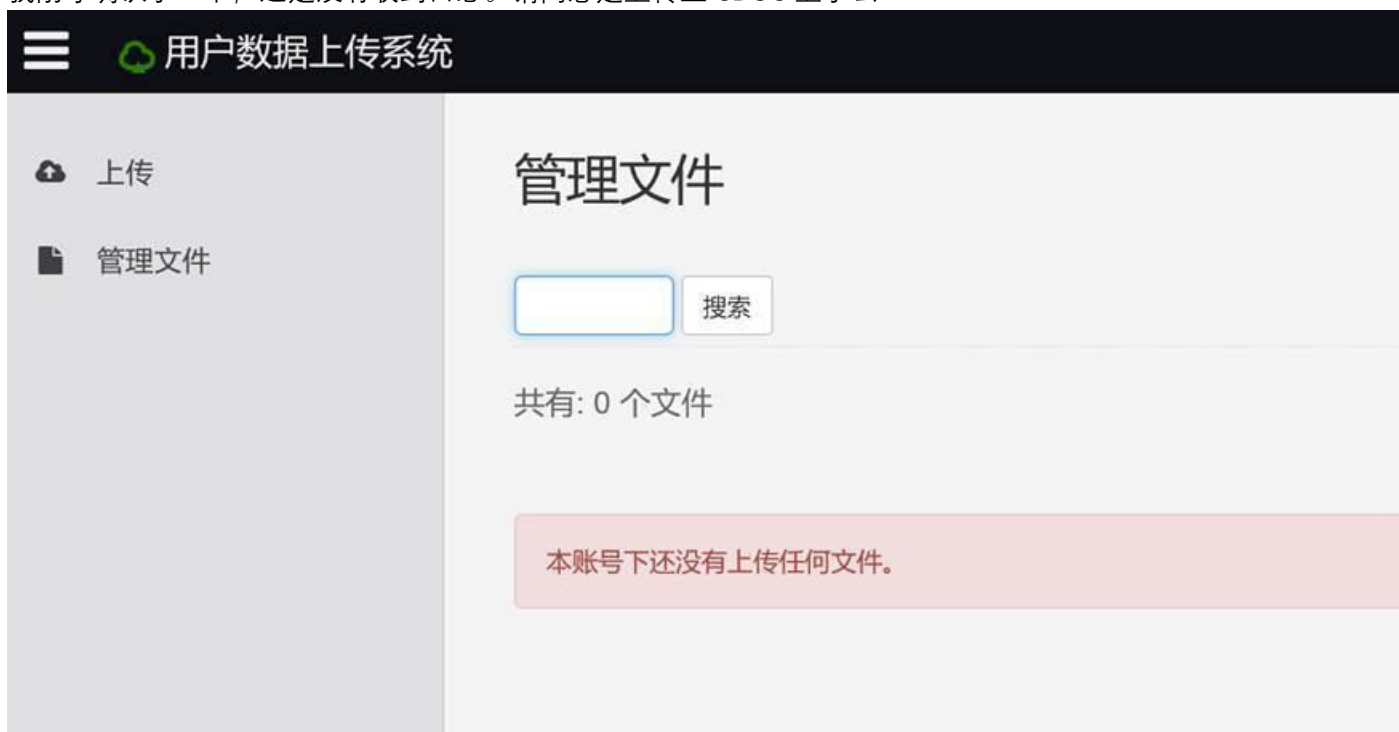 用户数据上传系统
上传
管理文件
管理文件
搜索
共有: 0 个文件
本账号下还没有上传任何文件。